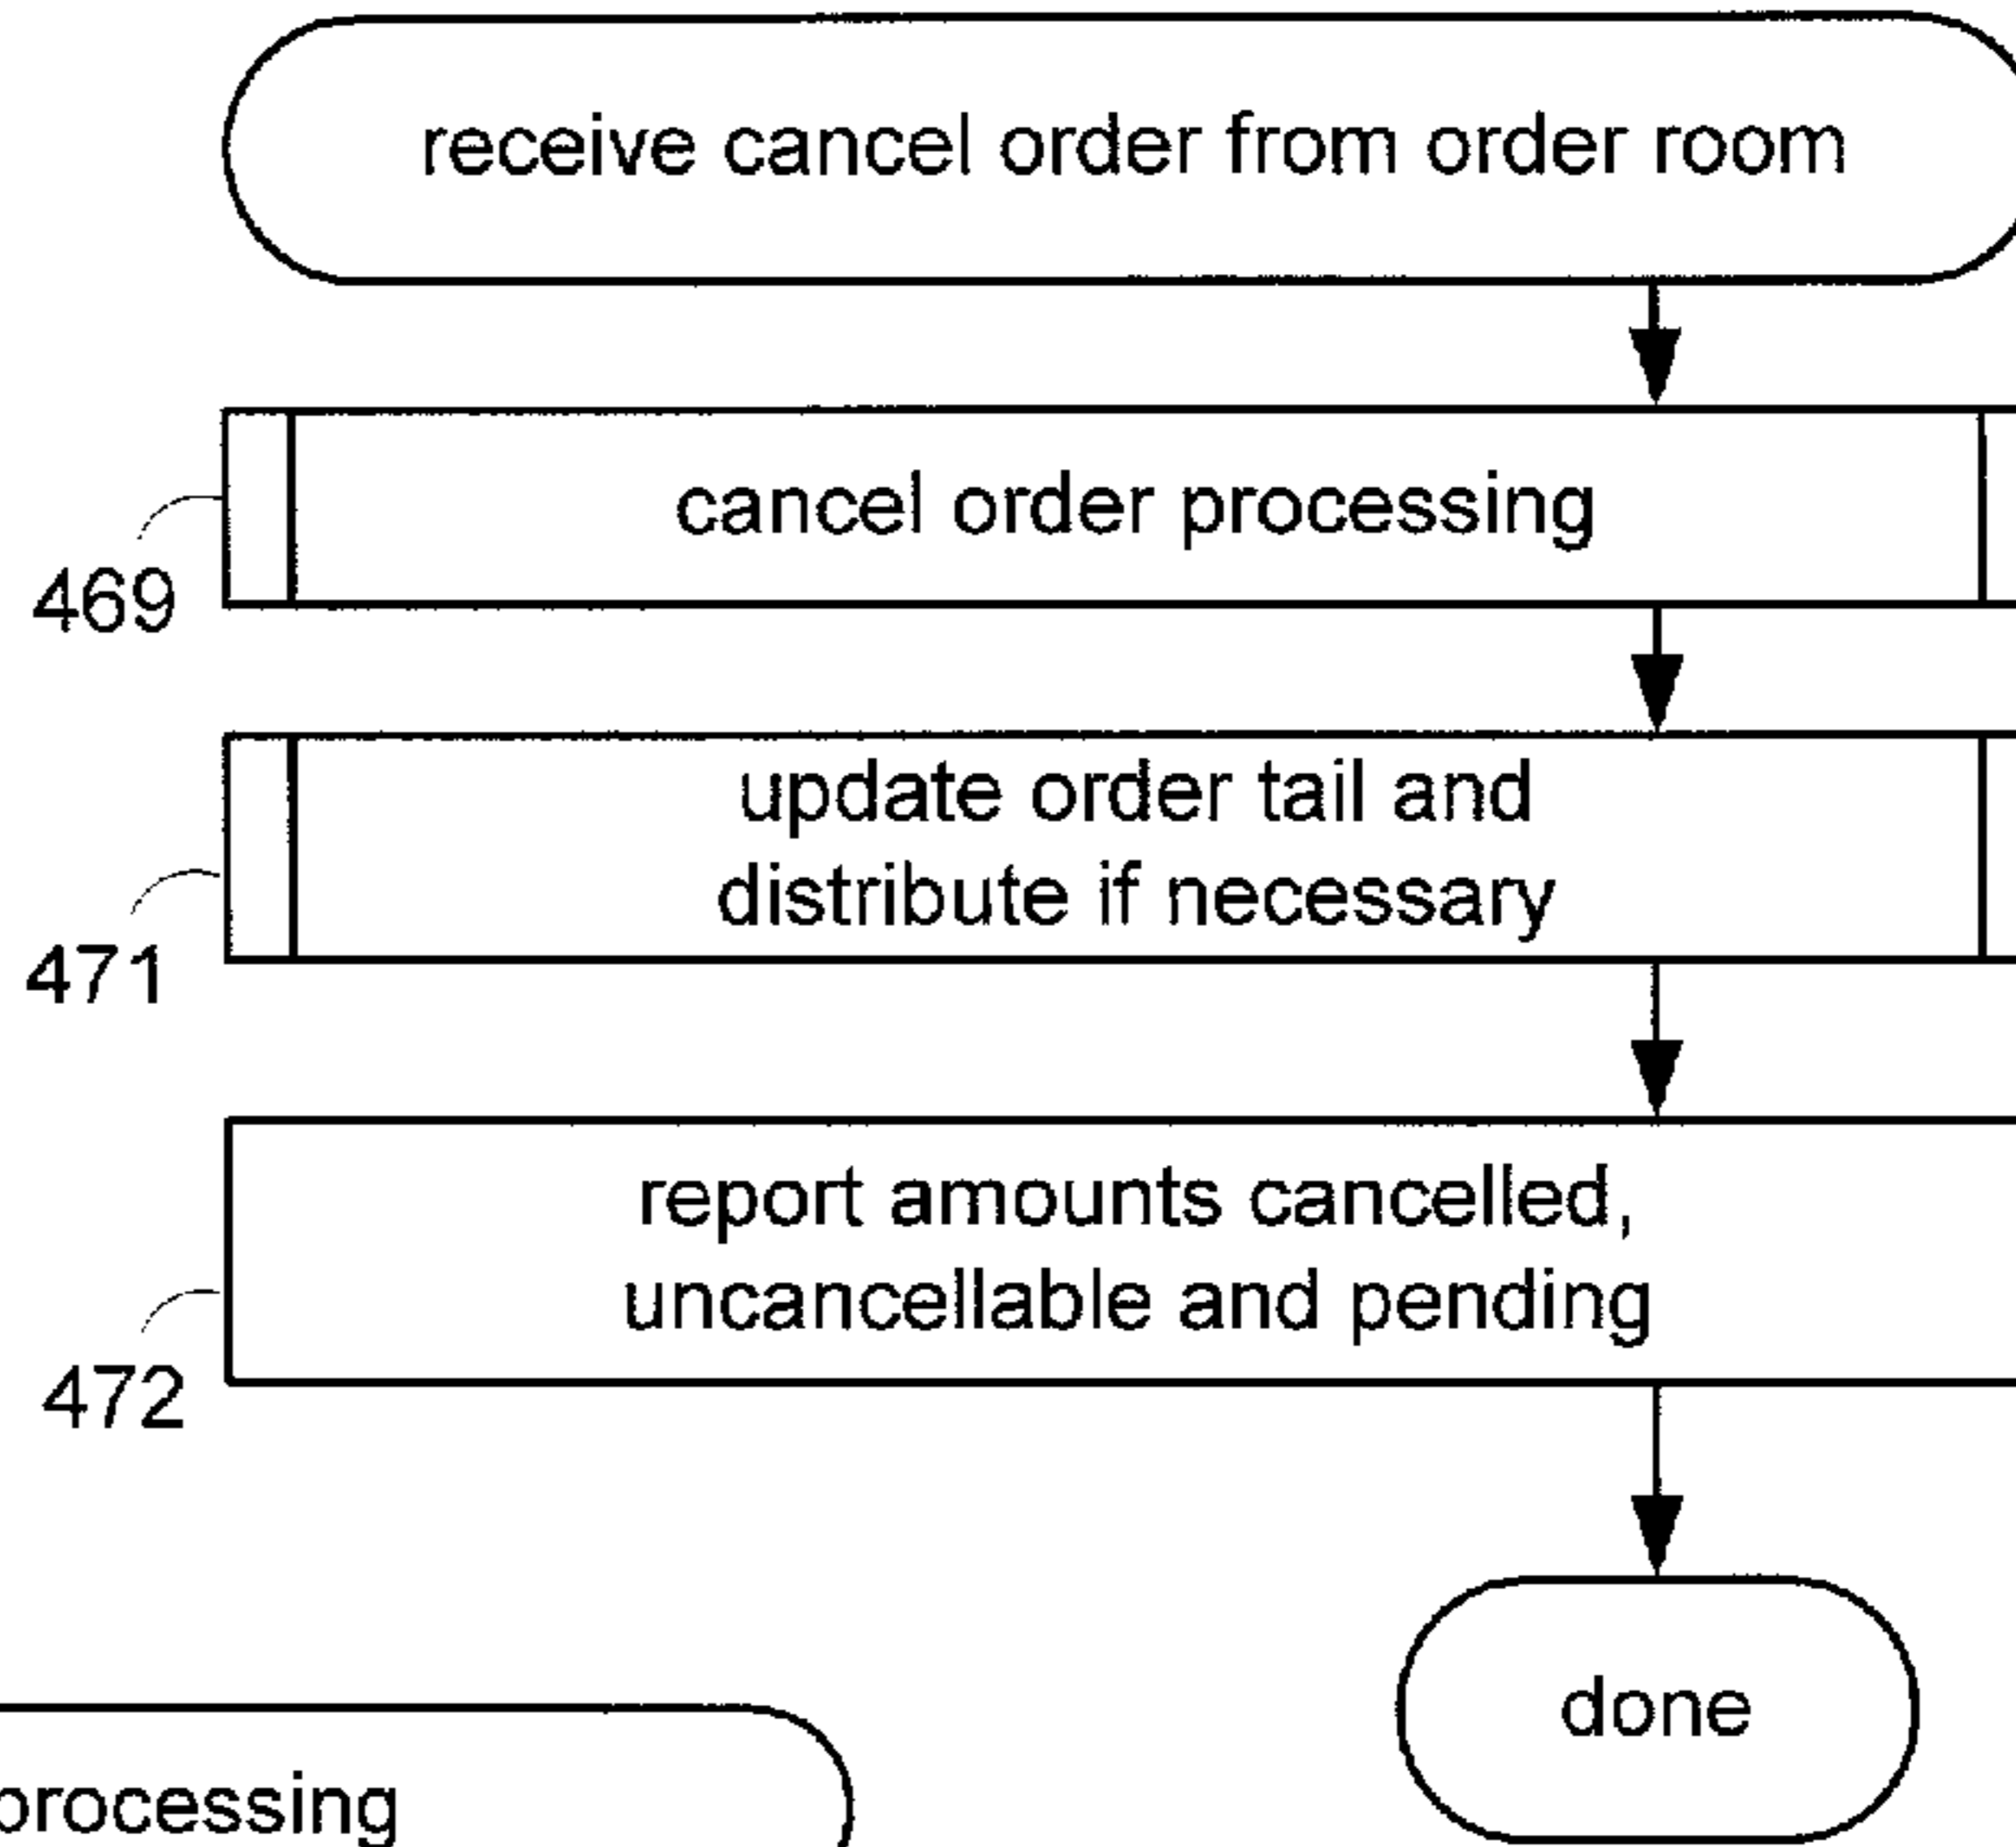 receive cancel order from order room
cancel order processing
469
update order tail and
distribute if necessary
471
report amounts cancelled,
uncancellable and pending
472
done
processing